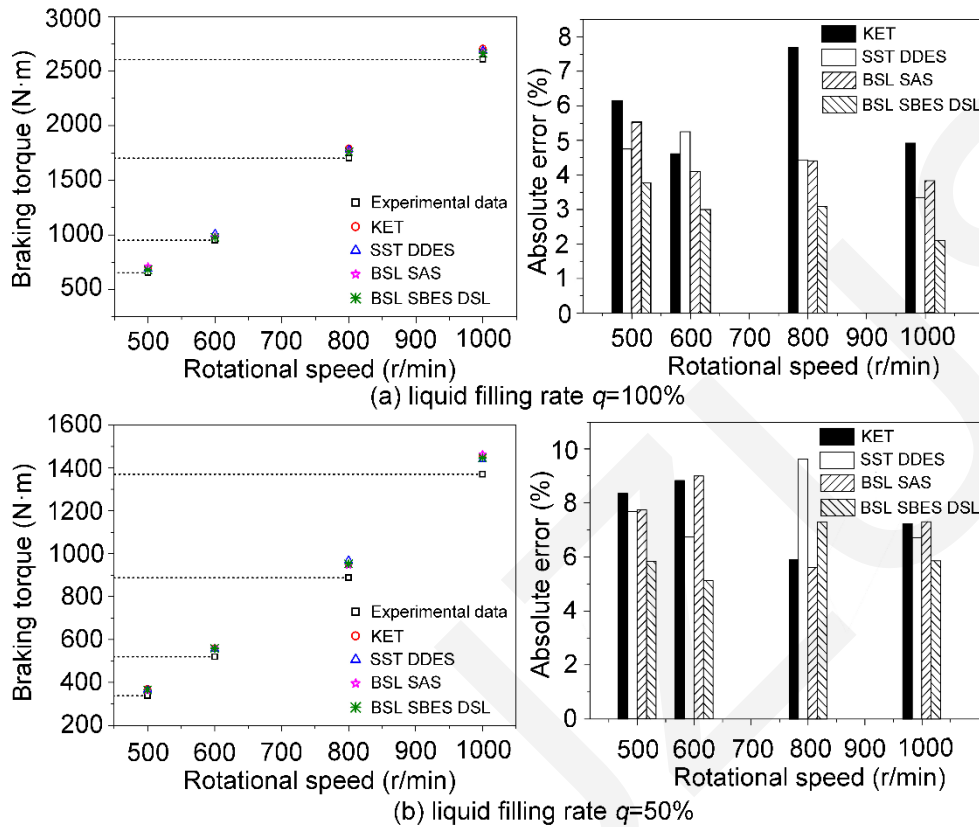 Braking torque (N·m)
3000
2500
2000
1500
1000
500
Experimental data
KET
SST DDES
BSL SAS
BSL SBES DSL
500 600 700 800 900 1000
Rotational speed (r/min)
Absolute error (%)
8
7
6
5
4
3
2
1
0
KET
SST DDES
BSL SAS
BSL SBES DSL
500 600 700 800 900 1000
Rotational speed (r/min)
(a) liquid filling rate q=100%
Braking torque (N·m)
1600
1400
1200
1000
800
600
400
200
Experimental data
KET
SST DDES
BSL SAS
BSL SBES DSL
500 600 700 800 900 1000
Rotational speed (r/min)
Absolute error (%)
10
8
6
4
2
0
KET
SST DDES
BSL SAS
BSL SBES DSL
500 600 700 800 900 1000
Rotational speed (r/min)
(b) liquid filling rate q=50%